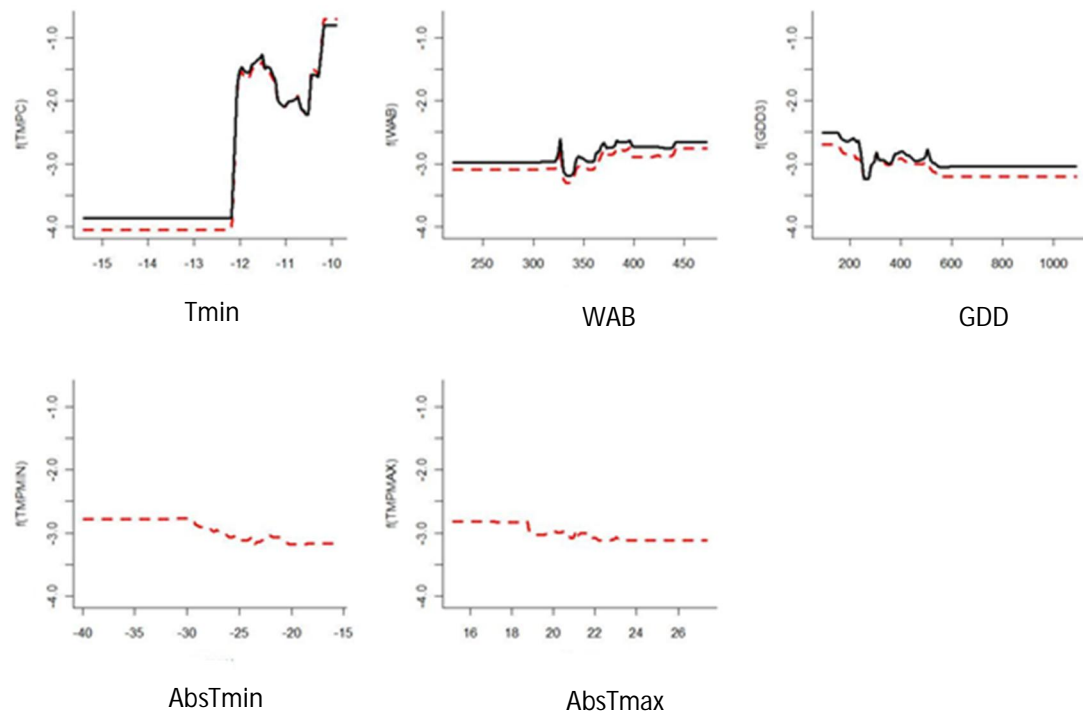 f(TMPC)
-1.0
-2.0
-3.0
-4.0
-15 -14 -13 -12 -11 -10
Tmin
f(WAB)
-1.0
-2.0
-3.0
-4.0
250 300 350 400 450
WAB
f(GDD3)
-1.0
-2.0
-3.0
-4.0
200 400 600 800 1000
GDD
f(TMPMIN)
-1.0
-2.0
-3.0
-4.0
-40 -35 -30 -25 -20 -15
AbsTmin
f(TMPMAX)
-1.0
-2.0
-3.0
-4.0
16 18 20 22 24 26
AbsTmax